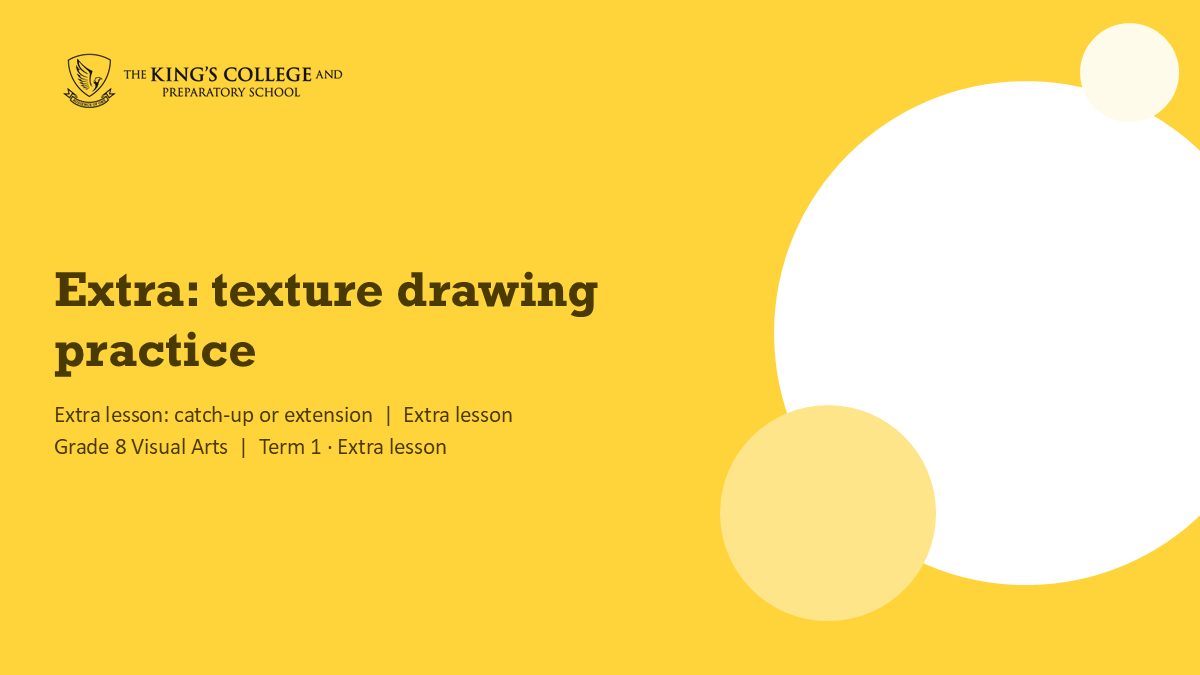 THE KING'S COLLEGE AND
PREPARATORY SCHOOL
Extra: texture drawing
practice
Extra lesson: catch-up or extension | Extra lesson
Grade 8 Visual Arts | Term 1 · Extra lesson